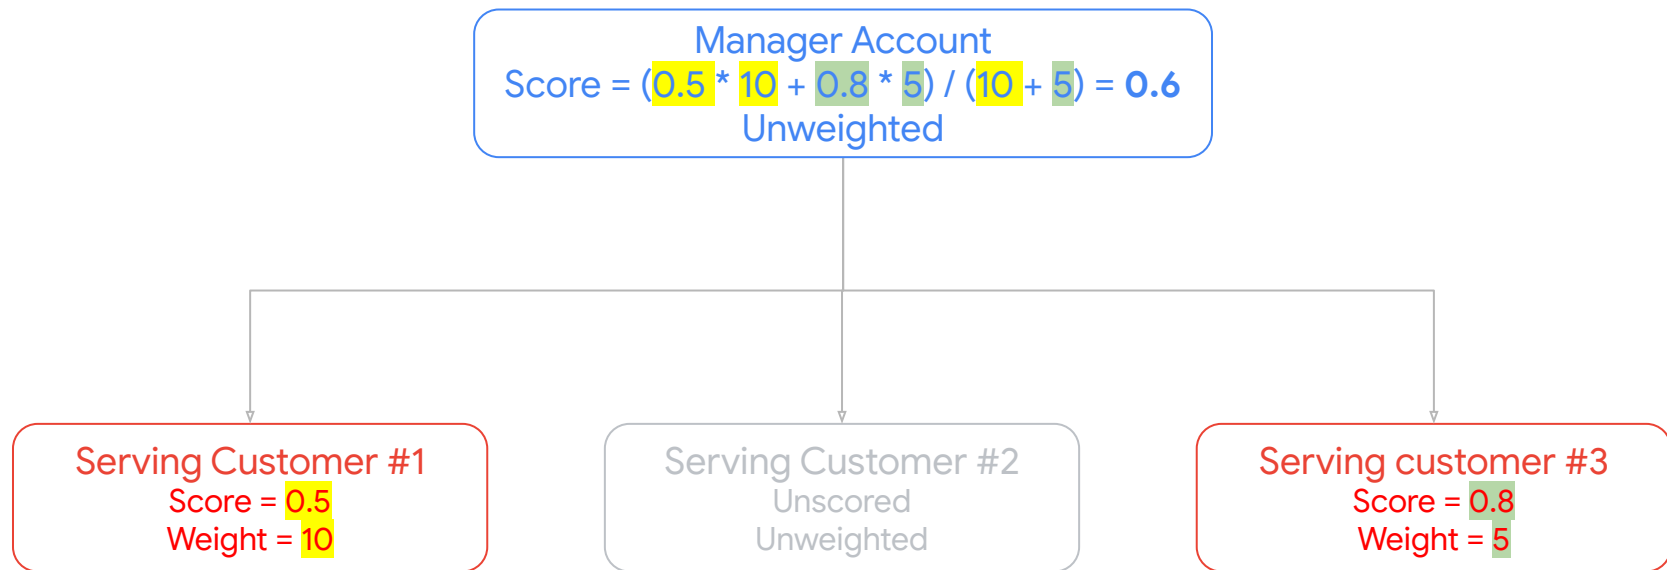 Manager Account
Score = (0.5 * 10 + 0.8 * 5) / (10 + 5) = 0.6
Unweighted
Serving Customer #1
Score = 0.5
Weight = 10
Serving Customer #2
Unscored
Unweighted
Serving customer #3
Score = 0.8
Weight = 5